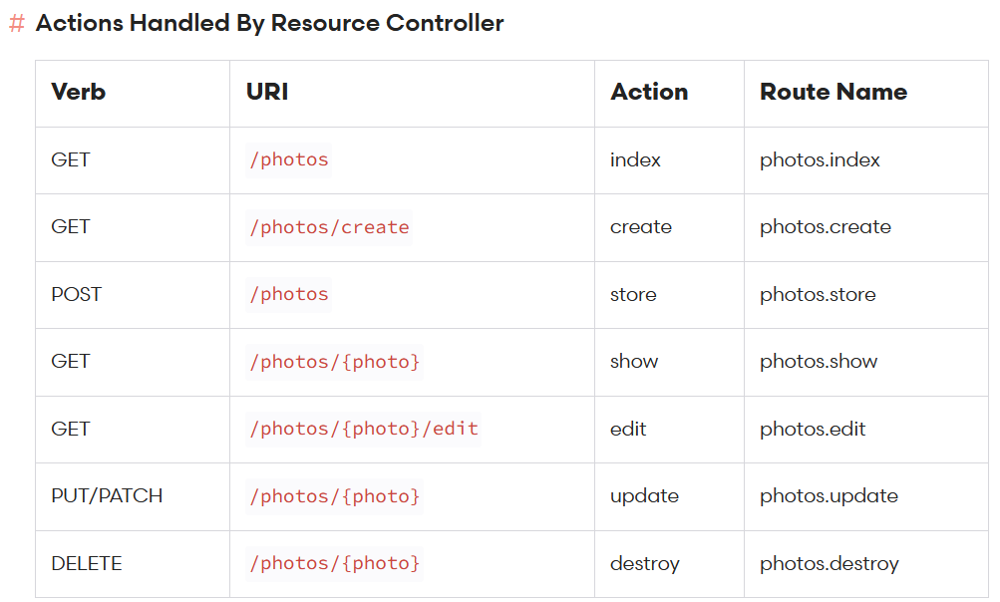 # Actions Handled By Resource Controller
Verb URI Action Route Name
GET /photos index photos.index
GET /photos/create create photos.create
POST /photos store photos.store
GET /photos/{photo} show photos.show
GET /photos/{photo}/edit edit photos.edit
PUT/PATCH /photos/{photo} update photos.update
DELETE /photos/{photo} destroy photos.destroy